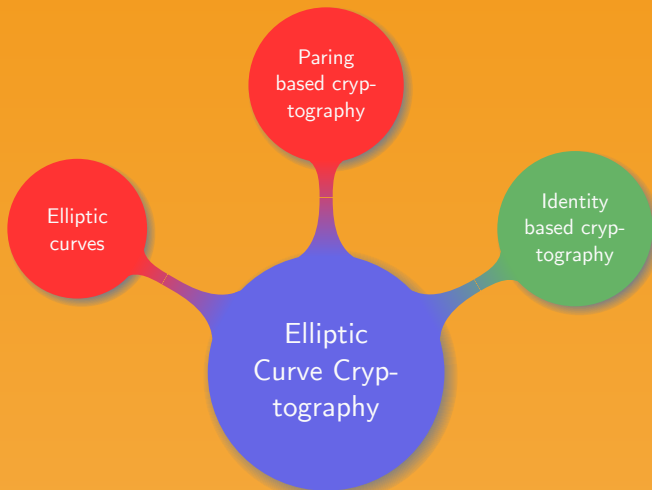 Paring
based cryp-
tography
Elliptic
curves
Identity
based cryp-
tography
Elliptic
Curve Cryp-
tography